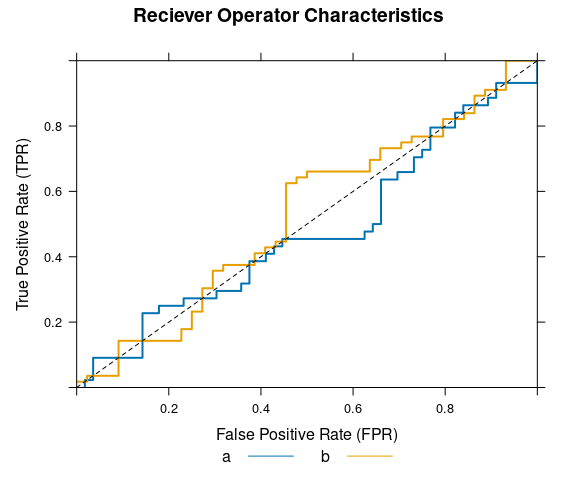 Reciever Operator Characteristics
True Positive Rate (TPR)
0.8
0.6
0.4
0.2
0.2 0.4 0.6 0.8
False Positive Rate (FPR)
a b